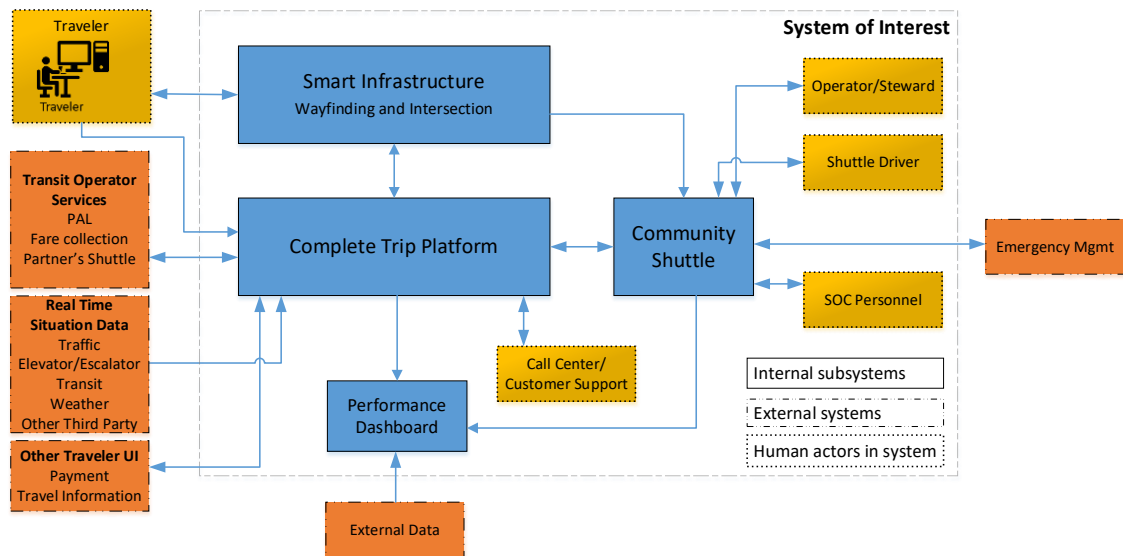 System of Interest
Traveler
Traveler
Smart Infrastructure
Wayfinding and Intersection
Operator/Steward
Shuttle Driver
Transit Operator
Services
PAL
Fare collection
Partner’s Shuttle
Complete Trip Platform
Community
Shuttle
Emergency Mgmt
SOC Personnel
Real Time
Situation Data
Traffic
Elevator/Escalator
Transit
Weather
Other Third Party
Call Center/
Customer Support
Performance
Dashboard
Internal subsystems
External systems
Human actors in system
Other Traveler UI
Payment
Travel Information
External Data